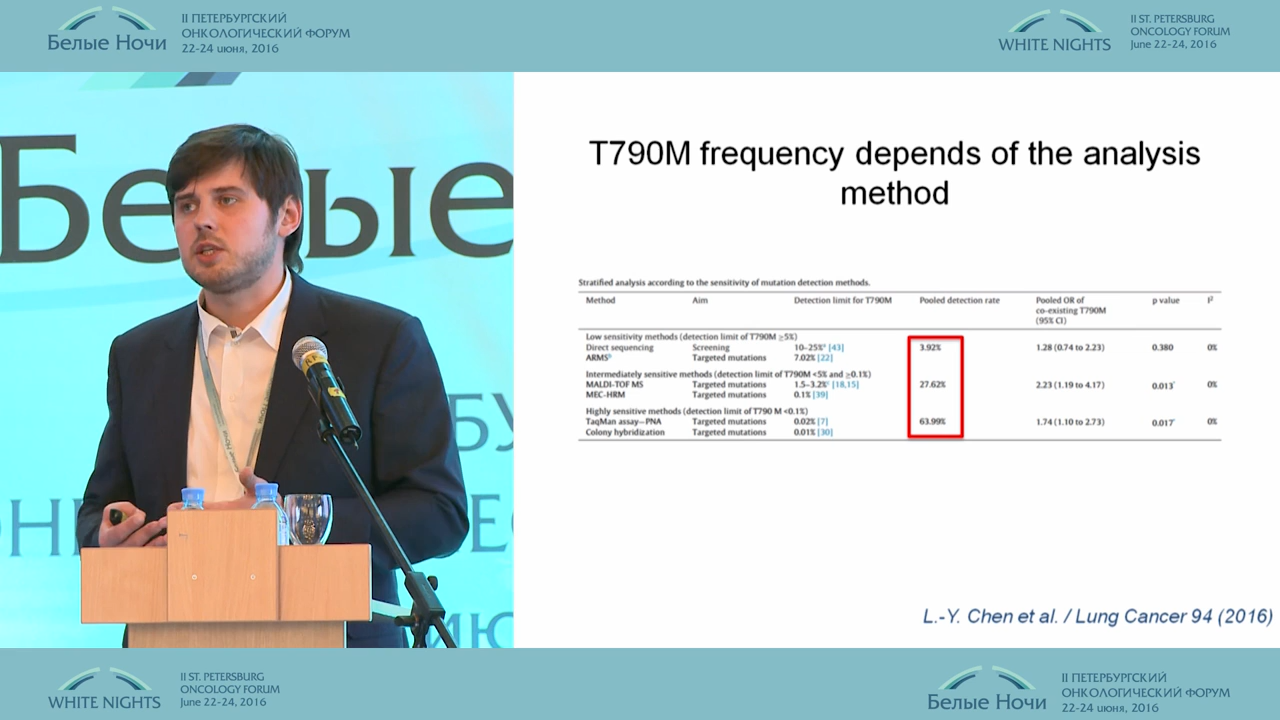 Белые Ночи
II ПЕТЕРБУРГСКИЙ
ОНКОЛОГИЧЕСКИЙ ФОРУМ
22-24 июня, 2016
WHITE NIGHTS
II ST. PETERSBURG
ONCOLOGY FORUM
June 22-24, 2016
Белые
T790M frequency depends of the analysis
method
Stratified analysis according to the sensitivity of mutation detection methods.
Method Aim Detection limit for T790M Pooled detection rate Pooled OR of co-existing T790M (95% CI) p value I²
Low sensitivity methods (detection limit of T790M ≥5%)
Direct sequencing Screening 10–25%ᵃ [43] 3.92% 1.28 (0.74 to 2.23) 0.380 0%
ARMSᵇ Targeted mutations 7.02% [22]
Intermediately sensitive methods (detection limit of T790M <5% and ≥0.1%)
MALDI-TOF MS Targeted mutations 1.5–3.2%ᶜ [18,15] 27.62% 2.23 (1.19 to 4.17) 0.013* 0%
MEC-HRM Targeted mutations 0.1% [39]
Highly sensitive methods (detection limit of T790 M <0.1%)
TaqMan assay–PNA Targeted mutations 0.02% [7] 63.99% 1.74 (1.10 to 2.73) 0.017* 0%
Colony hybridization Targeted mutations 0.01% [30]
L.-Y. Chen et al. / Lung Cancer 94 (2016)
WHITE NIGHTS
II ST. PETERSBURG
ONCOLOGY FORUM
June 22-24, 2016
Белые Ночи
II ПЕТЕРБУРГСКИЙ
ОНКОЛОГИЧЕСКИЙ ФОРУМ
22-24 июня, 2016